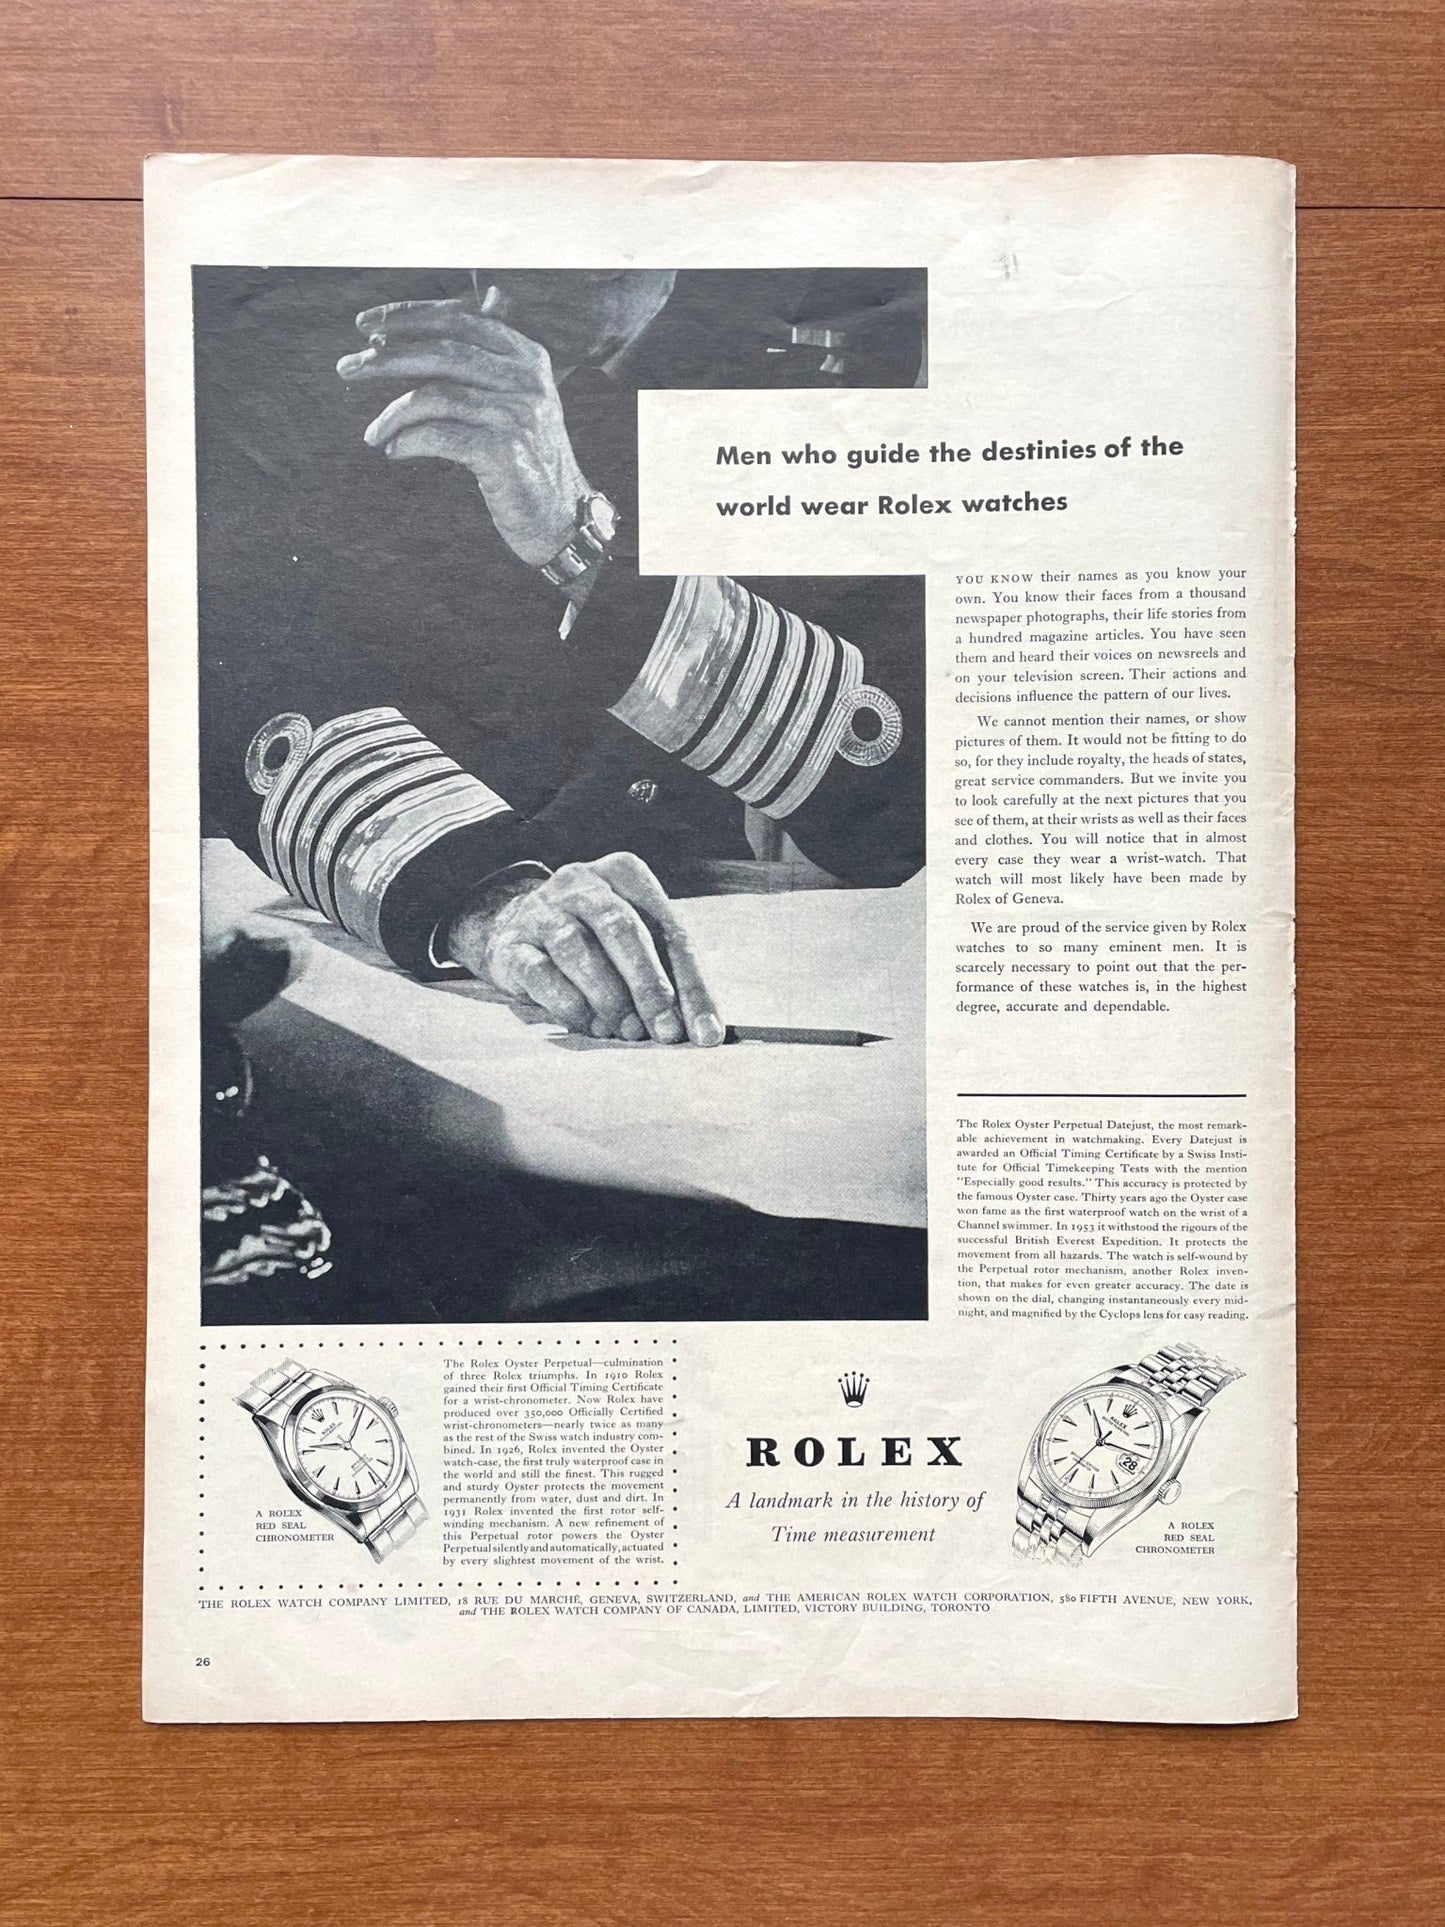 Men who guide the destinies of the
world wear Rolex watches
YOU KNOW their names as you know your
own. You know their faces from a thousand
newspaper photographs, their life stories from
a hundred magazine articles. You have seen
them and heard their voices on newsreels and
on your television screen. Their actions and
decisions influence the pattern of our lives.
We cannot mention their names, or show
pictures of them. It would not be fitting to do
so, for they include royalty, the heads of states,
great service commanders. But we invite you
to look carefully at the next pictures that you
see of them, at their wrists as well as their faces
and clothes. You will notice that in almost
every case they wear a wrist-watch. That
watch will most likely have been made by
Rolex of Geneva.
We are proud of the service given by Rolex
watches to so many eminent men. It is
scarcely necessary to point out that the per-
formance of these watches is, in the highest
degree, accurate and dependable.
The Rolex Oyster Perpetual Datejust, the most remark-
able achievement in watchmaking. Every Datejust is
awarded an Official Timing Certificate by a Swiss Insti-
tute for Official Timekeeping Tests with the mention
"Especially good results." This accuracy is protected by
the famous Oyster case. Thirty years ago the Oyster case
won fame as the first waterproof watch on the wrist of a
Channel swimmer. In 1953 it withstood the rigours of the
successful British Everest Expedition. It protects the
movement from all hazards. The watch is self-wound by
the Perpetual rotor mechanism, another Rolex inven-
tion, that makes for even greater accuracy. The date is
shown on the dial, changing instantaneously every mid-
night, and magnified by the Cyclops lens for easy reading.
ROLEX
A ROLEX
RED SEAL
CHRONOMETER
The Rolex Oyster Perpetual—culmination
of three Rolex triumphs. In 1910 Rolex
gained their first Official Timing Certificate
for a wrist-chronometer. Now Rolex have
produced over 350,000 Officially Certified
wrist-chronometers—nearly twice as many
as the rest of the Swiss watch industry com-
bined. In 1926, Rolex invented the Oyster
watch-case, the first truly waterproof case in
the world and still the finest. This rugged
and sturdy Oyster protects the movement
permanently from water, dust and dirt. In
1931 Rolex invented the first rotor self-
winding mechanism. A new refinement of
this Perpetual rotor powers the Oyster
Perpetual silently and automatically, actuated
by every slightest movement of the wrist.
ROLEX
A landmark in the history of
Time measurement
ROLEX
28
A ROLEX
RED SEAL
CHRONOMETER
THE ROLEX WATCH COMPANY LIMITED, 18 RUE DU MARCHÉ, GENEVA, SWITZERLAND, and THE AMERICAN ROLEX WATCH CORPORATION, 580 FIFTH AVENUE, NEW YORK,
and THE ROLEX WATCH COMPANY OF CANADA, LIMITED, VICTORY BUILDING, TORONTO
26